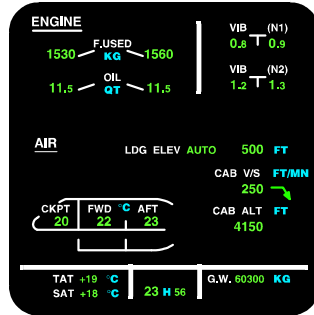 ENGINE
VIB (N1)
0.8 0.9
F.USED
1530 KG 1560
VIB (N2)
1.2 1.3
OIL
11.5 QT 11.5
AIR
LDG ELEV AUTO 500 FT
CAB V/S FT/MN
250
CKPT FWD °C AFT
20 22 23
CAB ALT FT
4150
TAT +19 °C
G.W. 60300 KG
SAT +18 °C
23 H 56